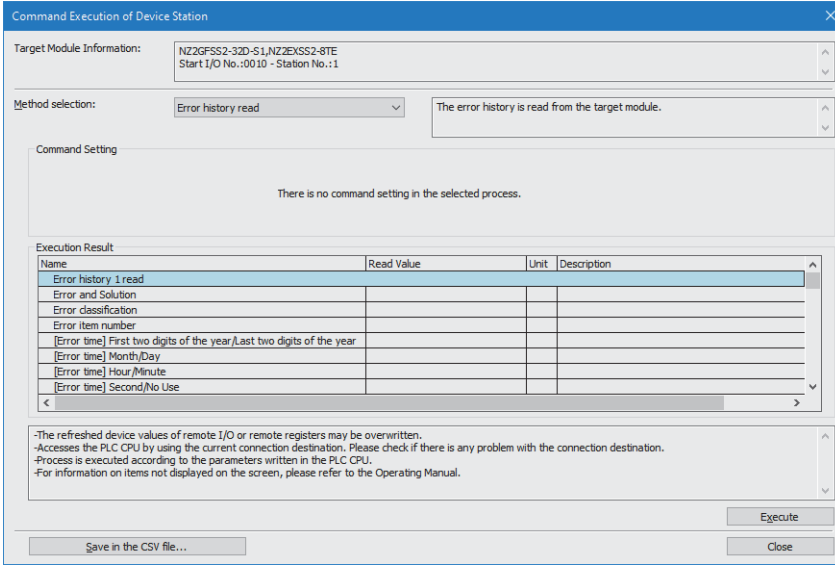 Command Execution of Device Station
Target Module Information:
NZ2GFSS2-32D-S1,NZ2EXSS2-8TE
Start I/O No.:0010 - Station No.:1
Method selection:
Error history read
The error history is read from the target module.
Command Setting
There is no command setting in the selected process.
Execution Result
Name Read Value Unit Description
Error history 1 read
Error and Solution
Error classification
Error item number
[Error time] First two digits of the year/Last two digits of the year
[Error time] Month/Day
[Error time] Hour/Minute
[Error time] Second/No Use
-The refreshed device values of remote I/O or remote registers may be overwritten.
-Accesses the PLC CPU by using the current connection destination. Please check if there is any problem with the connection destination.
-Process is executed according to the parameters written in the PLC CPU.
-For information on items not displayed on the screen, please refer to the Operating Manual.
Execute
Save in the CSV file...
Close